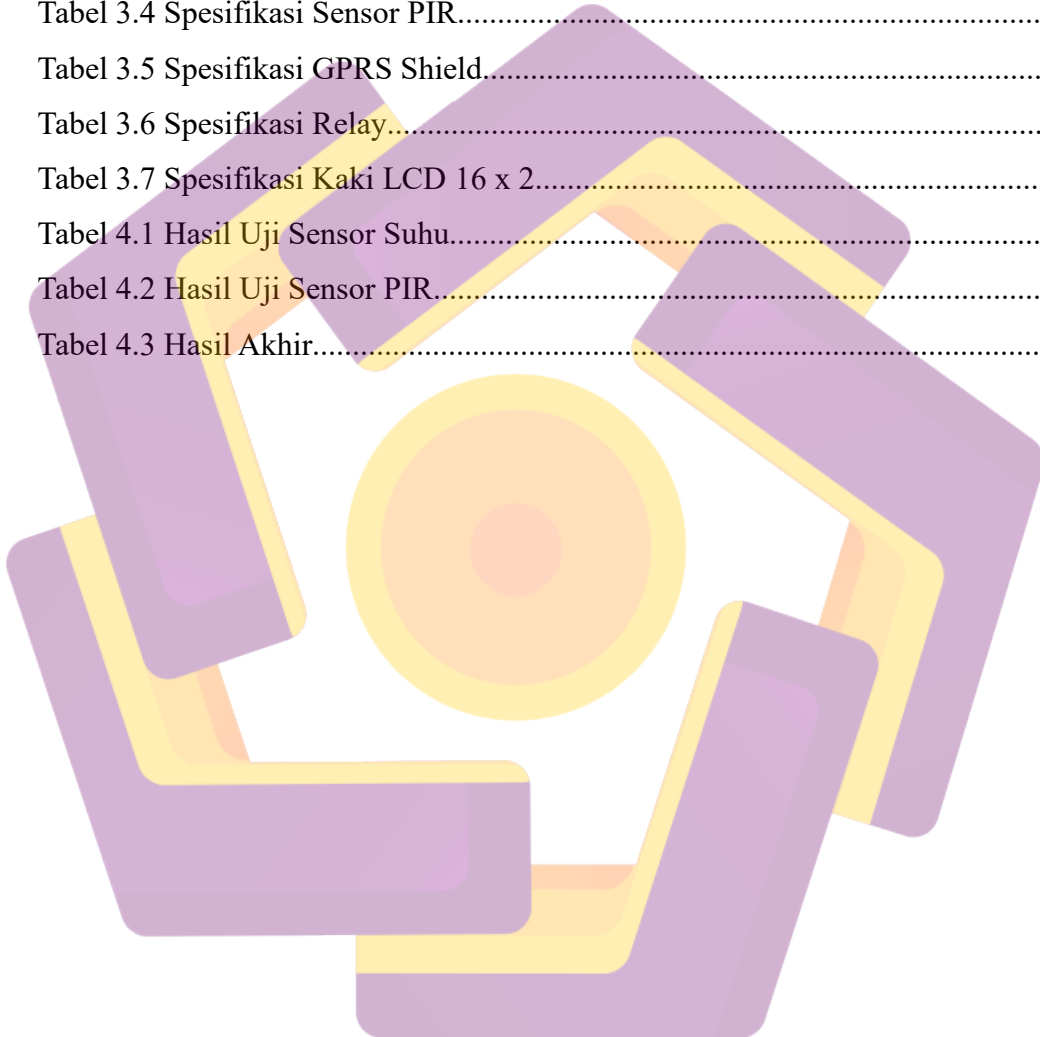 Tabel 3.4 Spesifikasi Sensor PIR..........................................................................
Tabel 3.5 Spesifikasi GPRS Shield......................................................................
Tabel 3.6 Spesifikasi Relay..................................................................................
Tabel 3.7 Spesifikasi Kaki LCD 16 x 2...............................................................
Tabel 4.1 Hasil Uji Sensor Suhu..........................................................................
Tabel 4.2 Hasil Uji Sensor PIR............................................................................
Tabel 4.3 Hasil Akhir...........................................................................................